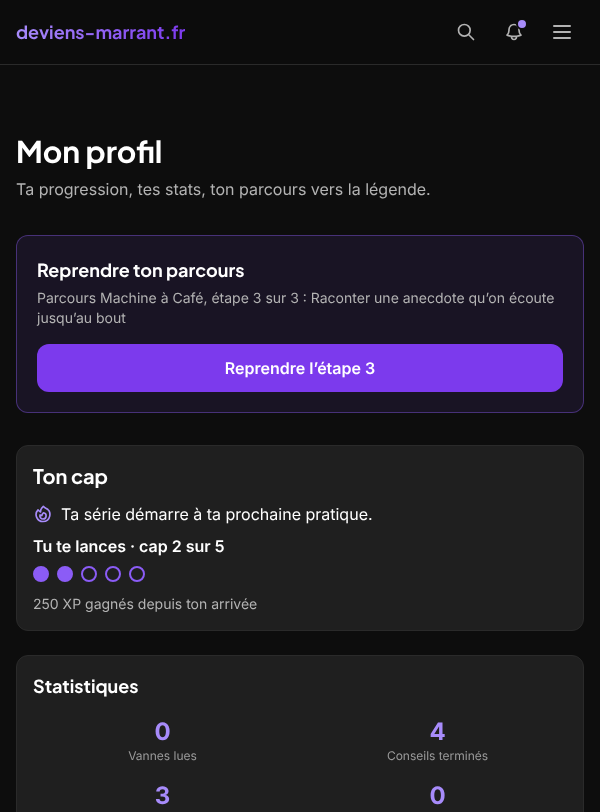 deviens-marrant.fr
Mon profil
Ta progression, tes stats, ton parcours vers la légende.
Reprendre ton parcours
Parcours Machine à Café, étape 3 sur 3 : Raconter une anecdote qu’on écoute
jusqu’au bout
Reprendre l’étape 3
Ton cap
Ta série démarre à ta prochaine pratique.
Tu te lances · cap 2 sur 5
250 XP gagnés depuis ton arrivée
Statistiques
0 4
Vannes lues Conseils terminés
3 0